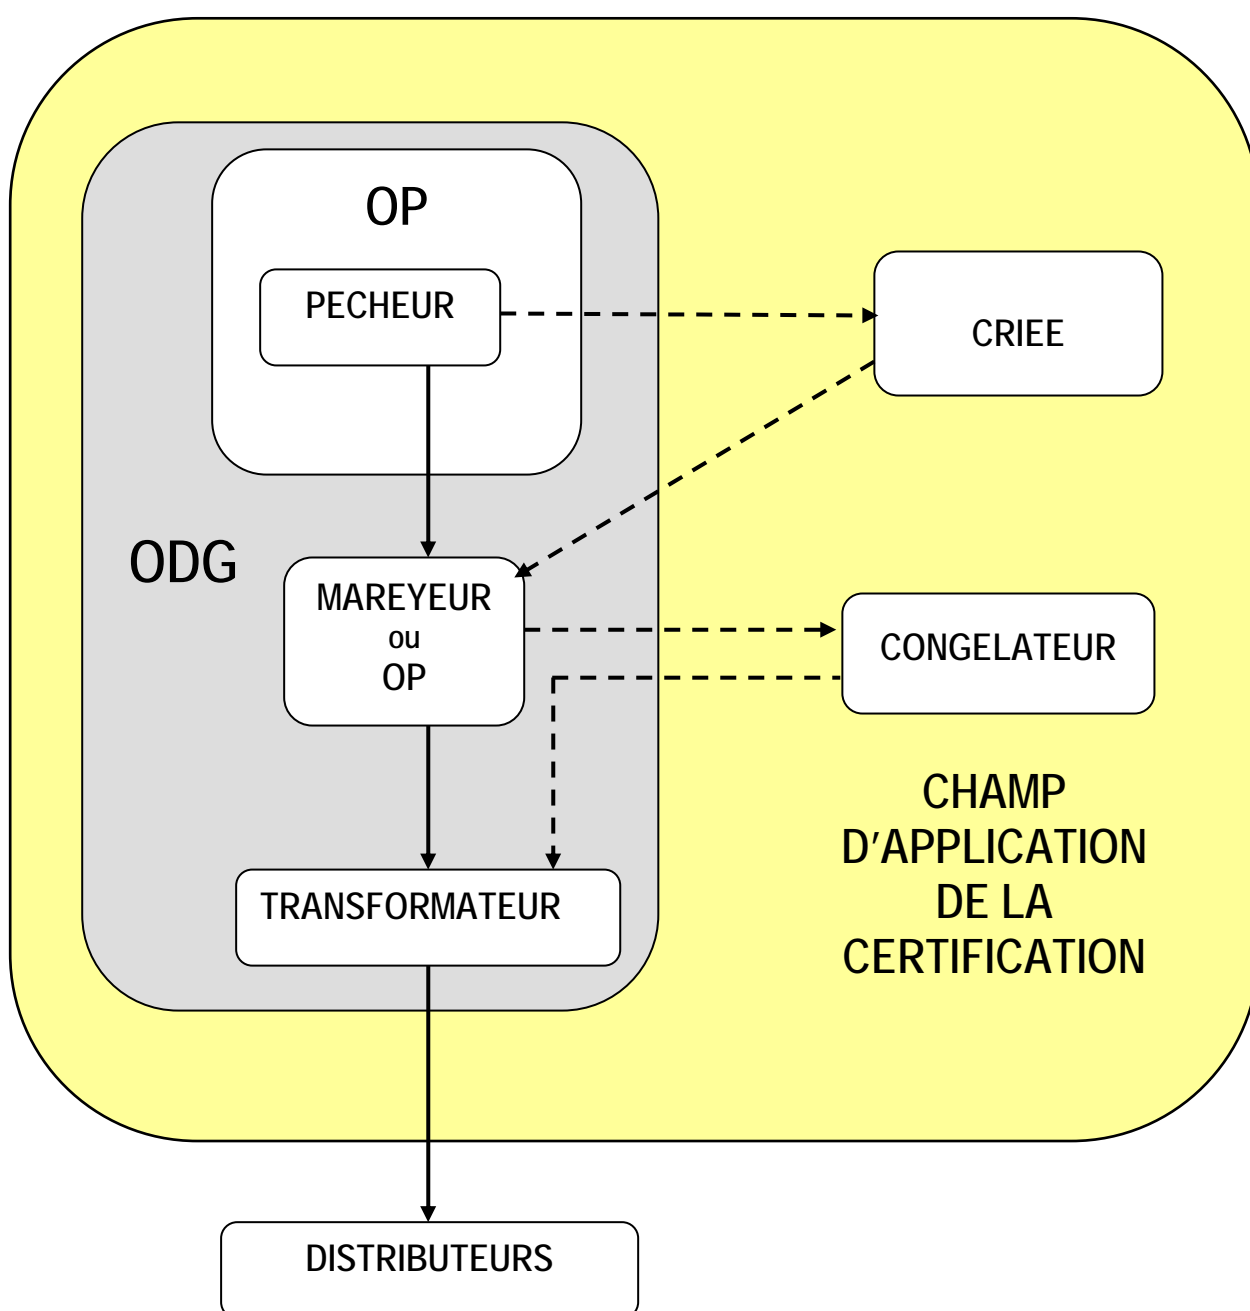 OP
PECHEUR
CRIEE
ODG
MAREYEUR
ou
OP
CONGELATEUR
CHAMP
D'APPLICATION
DE LA
CERTIFICATION
TRANSFORMATEUR
DISTRIBUTEURS